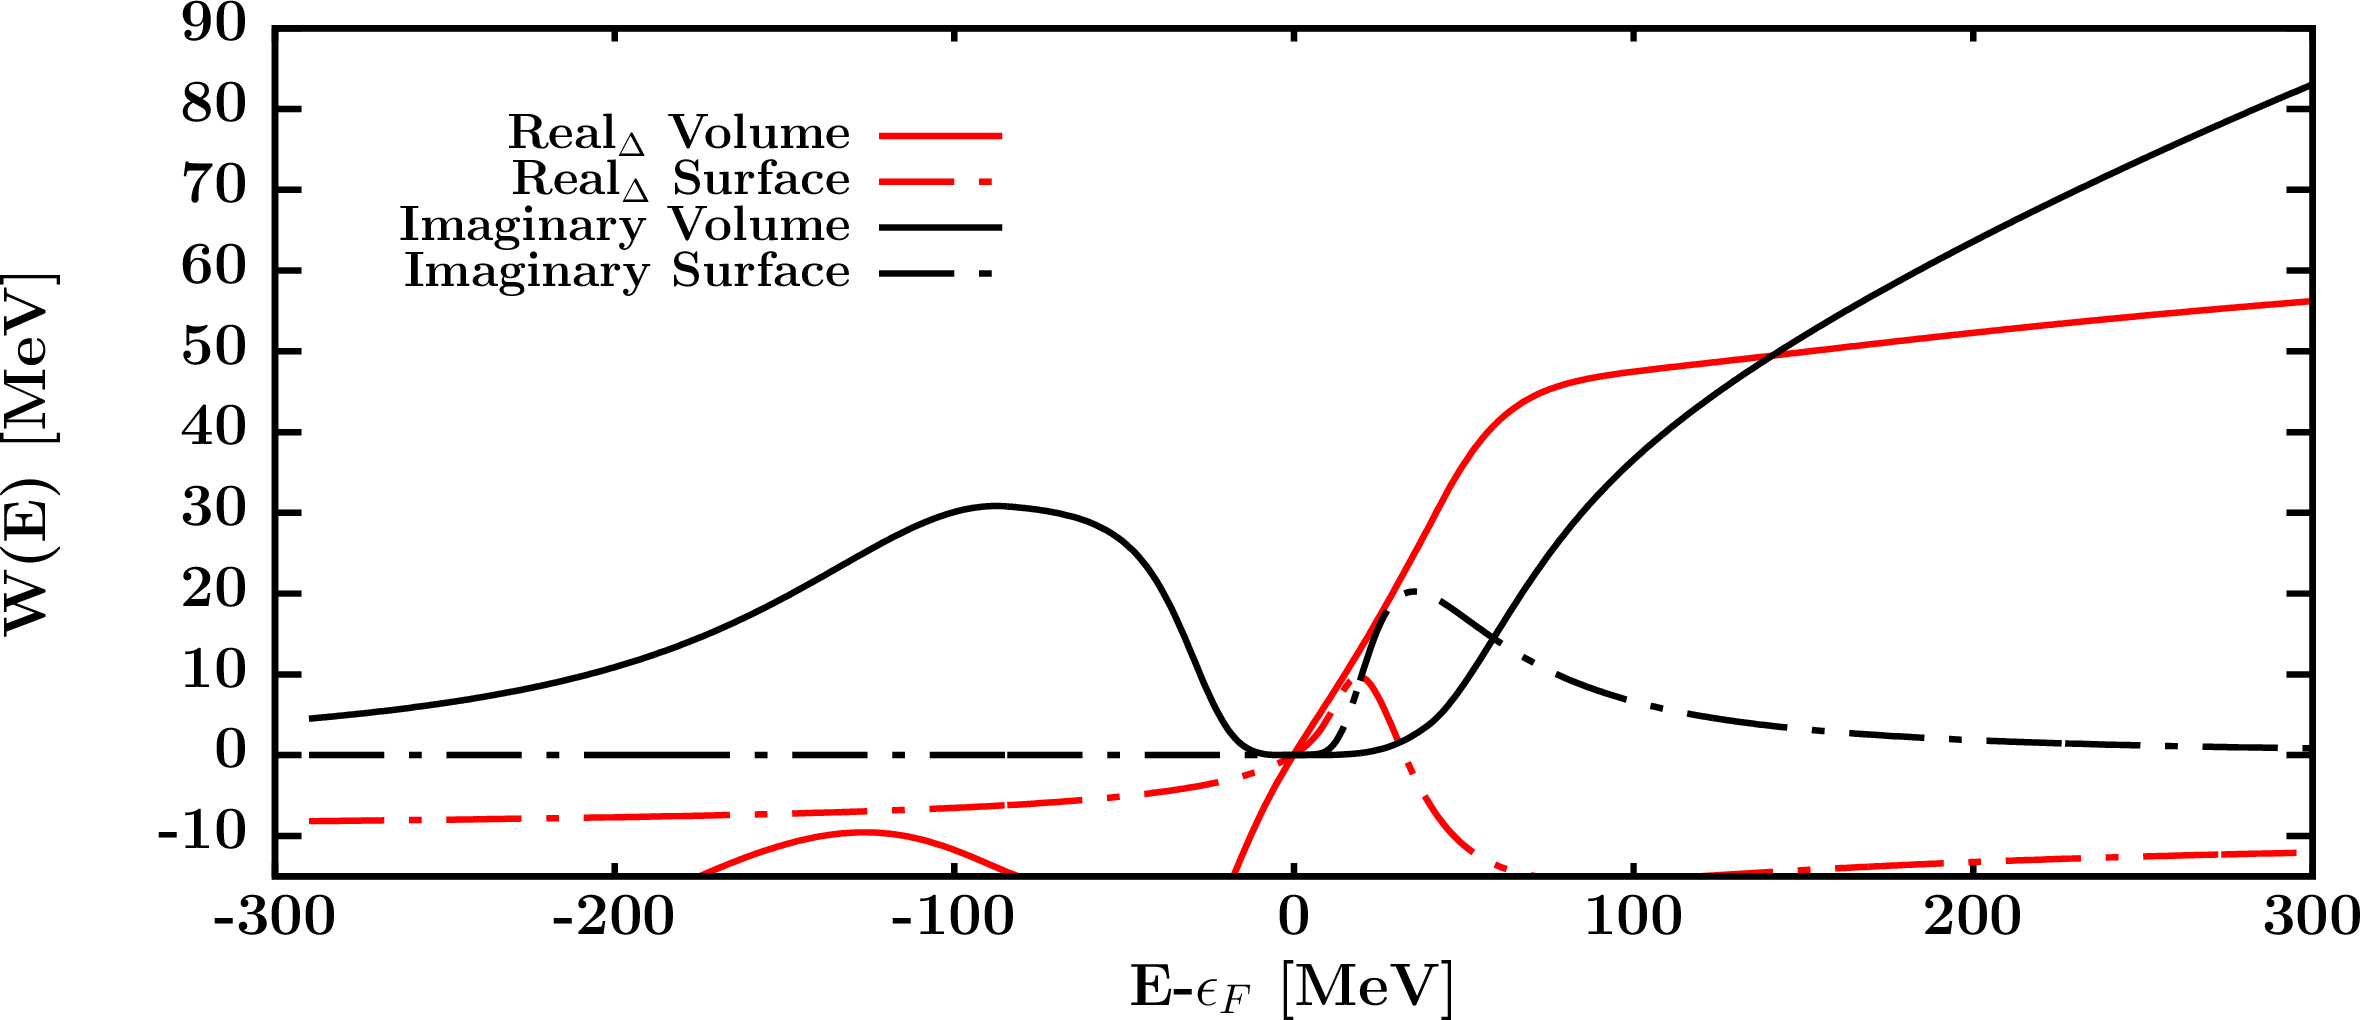 90
80
70
60
50
40
30
20
10
0
-10
W(E) [MeV]
Real_Δ Volume
Real_Δ Surface
Imaginary Volume
Imaginary Surface
-300 -200 -100 0 100 200 300
E-ϵ_F [MeV]